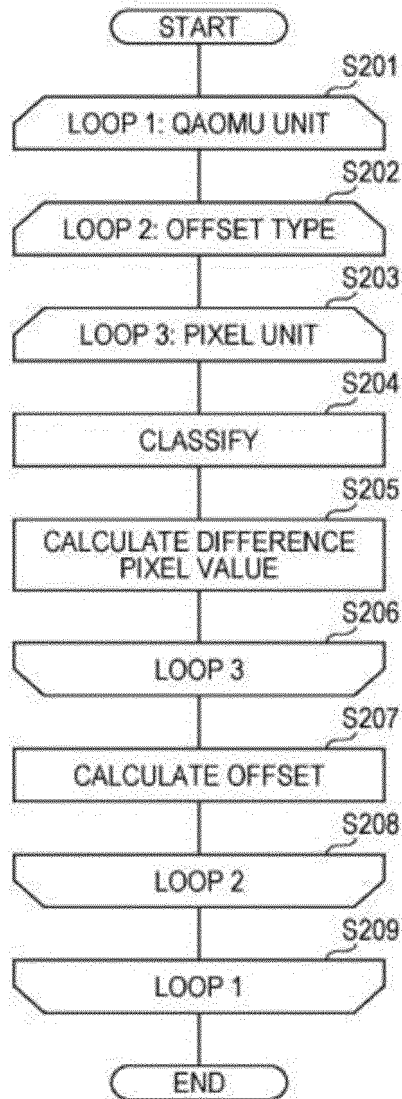 START
S201
LOOP 1: QAOMU UNIT
S202
LOOP 2: OFFSET TYPE
S203
LOOP 3: PIXEL UNIT
S204
CLASSIFY
S205
CALCULATE DIFFERENCE
PIXEL VALUE
S206
LOOP 3
S207
CALCULATE OFFSET
S208
LOOP 2
S209
LOOP 1
END